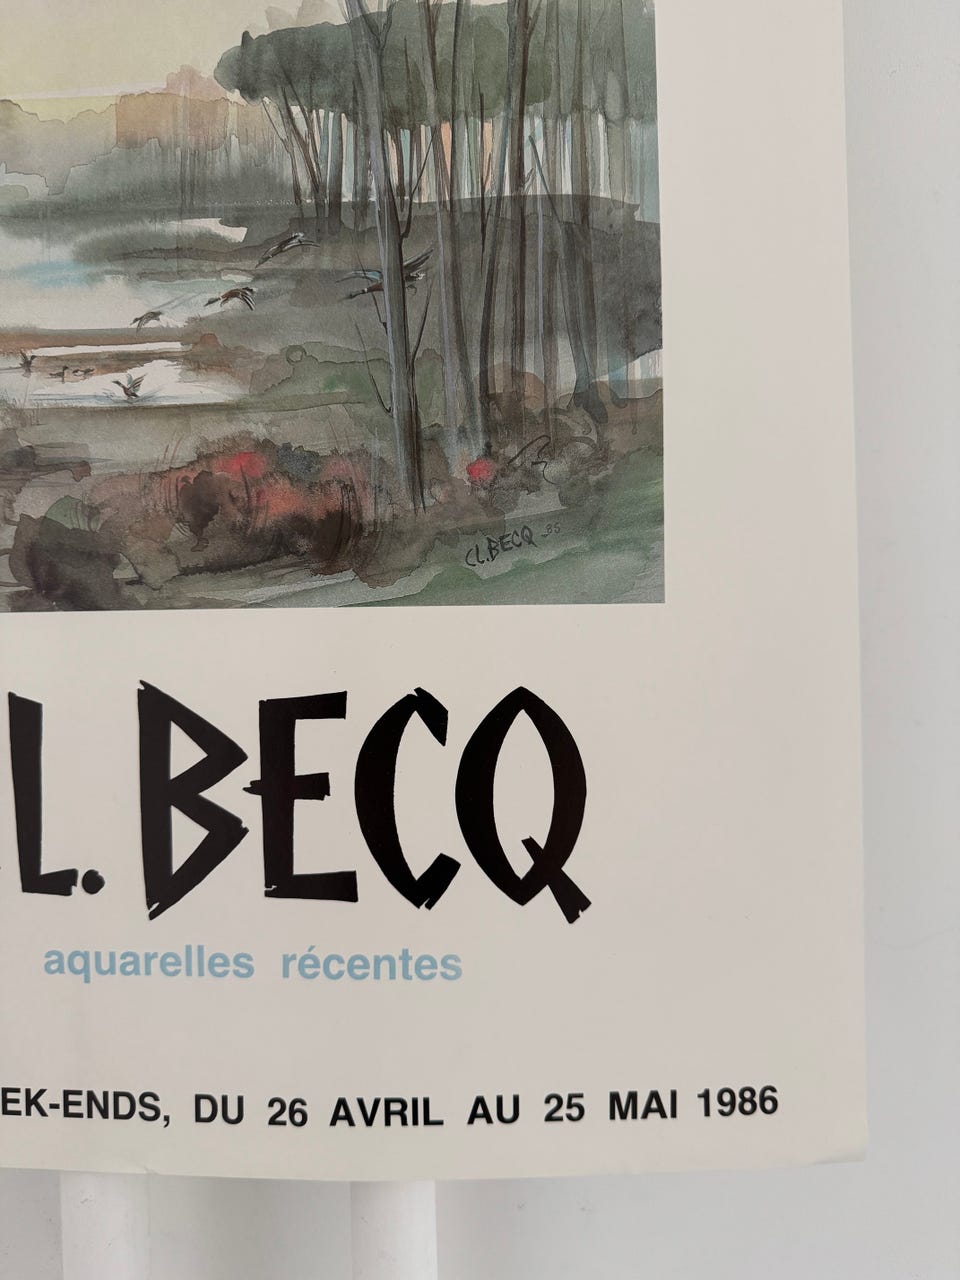 CL.BECQ 85
L. BECQ
aquarelles récentes
EK-ENDS, DU 26 AVRIL AU 25 MAI 1986